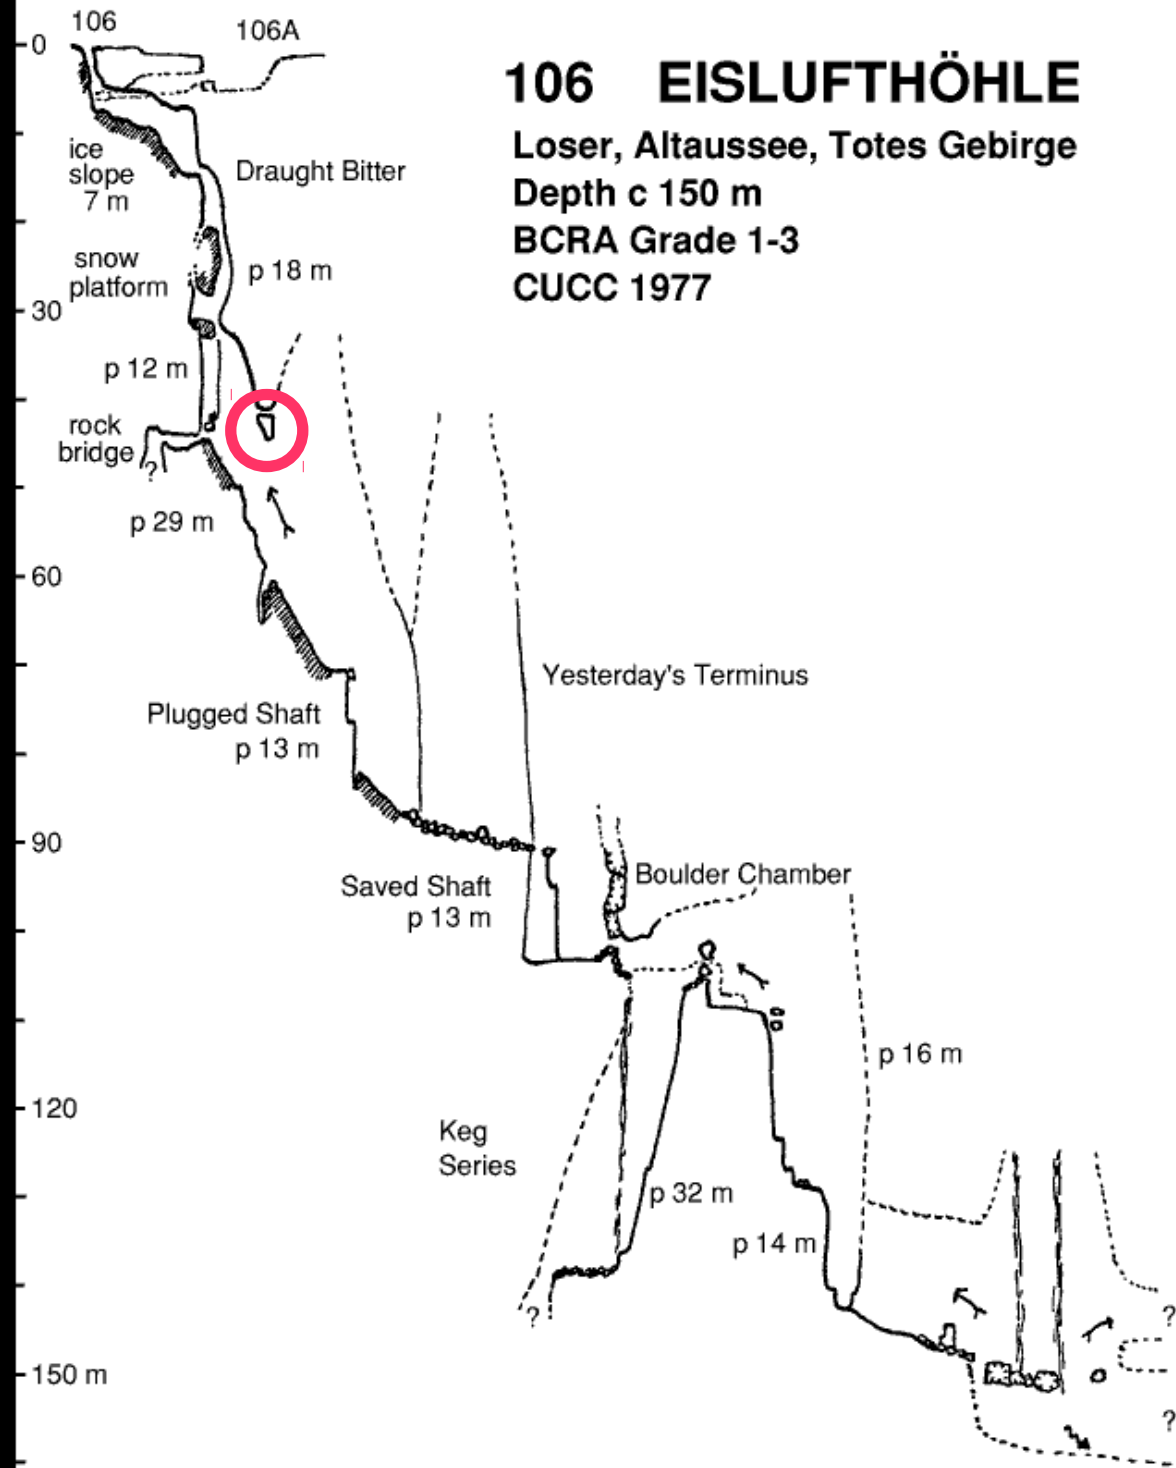 106
106A
106 EISLUFTHÖHLE
Loser, Altaussee, Totes Gebirge
Depth c 150 m
BCRA Grade 1-3
CUCC 1977
0
ice
slope
7 m
Draught Bitter
snow
platform
p 18 m
30
p 12 m
rock
bridge
?
p 29 m
60
Yesterday's Terminus
Plugged Shaft
p 13 m
90
Boulder Chamber
Saved Shaft
p 13 m
p 16 m
120
Keg
Series
p 32 m
p 14 m
?
?
150 m
?